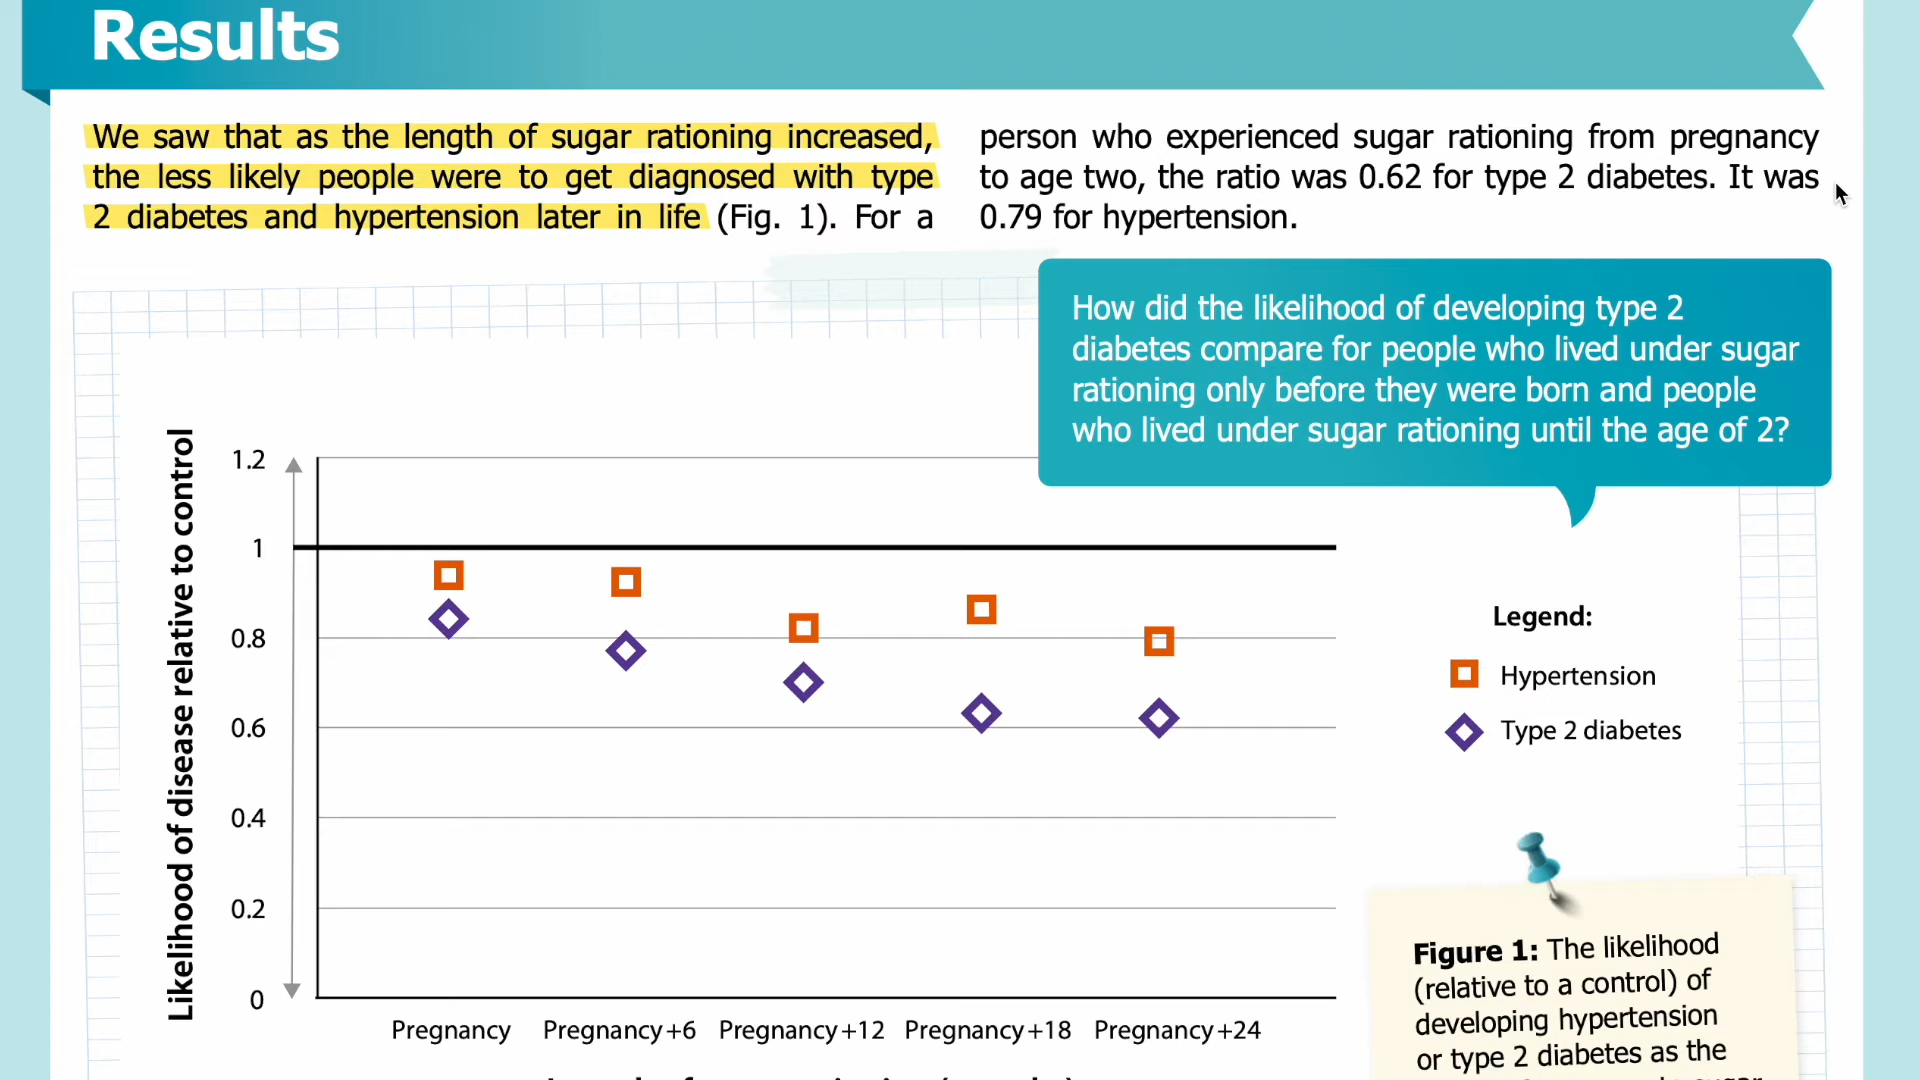 Results
We saw that as the length of sugar rationing increased,
the less likely people were to get diagnosed with type
2 diabetes and hypertension later in life (Fig. 1). For a
person who experienced sugar rationing from pregnancy
to age two, the ratio was 0.62 for type 2 diabetes. It was
0.79 for hypertension.
How did the likelihood of developing type 2
diabetes compare for people who lived under sugar
rationing only before they were born and people
who lived under sugar rationing until the age of 2?
Likelihood of disease relative to control
1.2
1
0.8
0.6
0.4
0.2
0
Pregnancy
Pregnancy+6
Pregnancy+12
Pregnancy+18
Pregnancy+24
Legend:
Hypertension
Type 2 diabetes
Figure 1: The likelihood
(relative to a control) of
developing hypertension
or type 2 diabetes as the